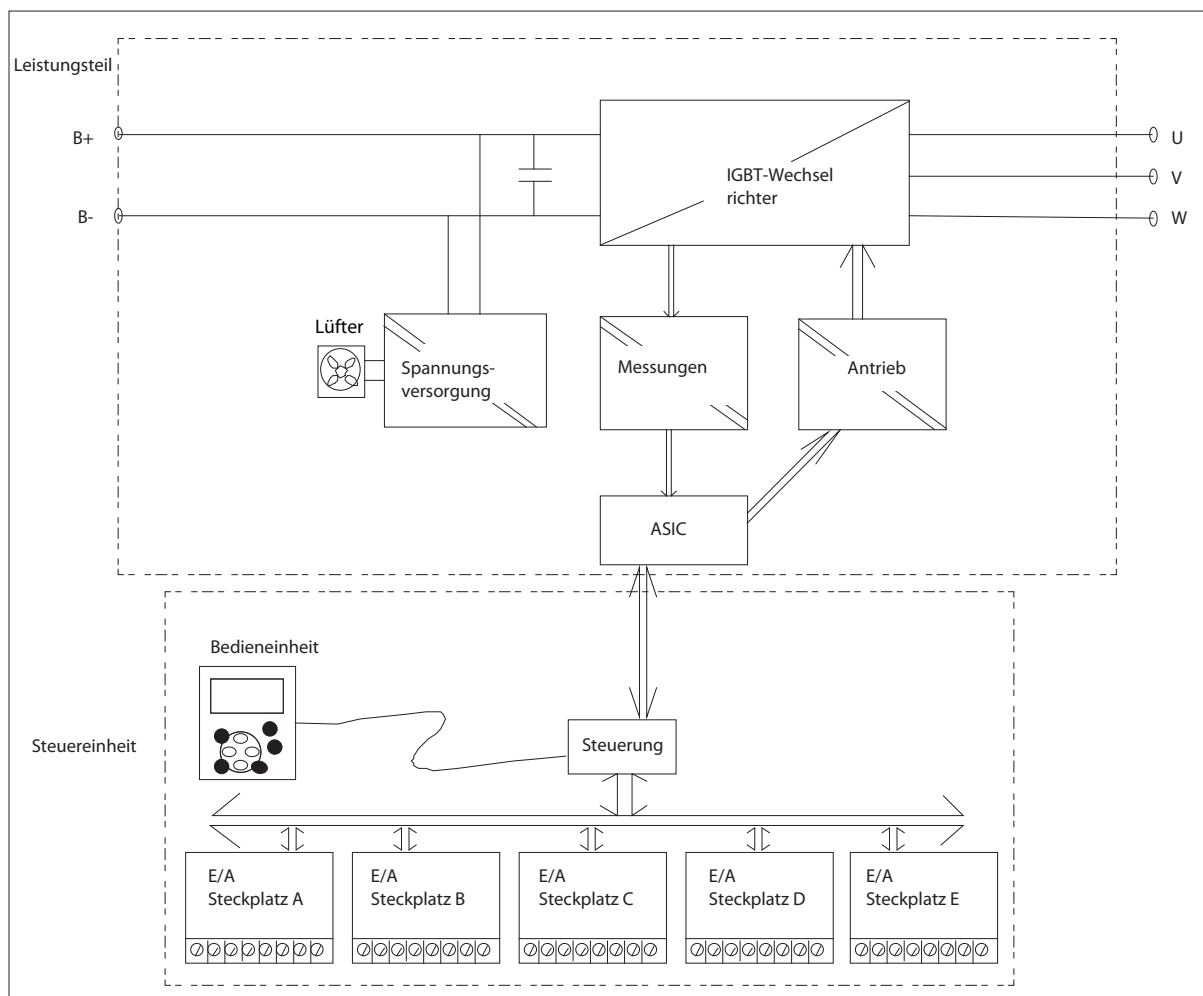 Leistungsteil
B+
B-
IGBT-Wechsel
richter
U
V
W
Lüfter
Spannungs-
versorgung
Messungen
Antrieb
ASIC
Bedieneinheit
Steuereinheit
Steuerung
E/A
Steckplatz A
E/A
Steckplatz B
E/A
Steckplatz C
E/A
Steckplatz D
E/A
Steckplatz E